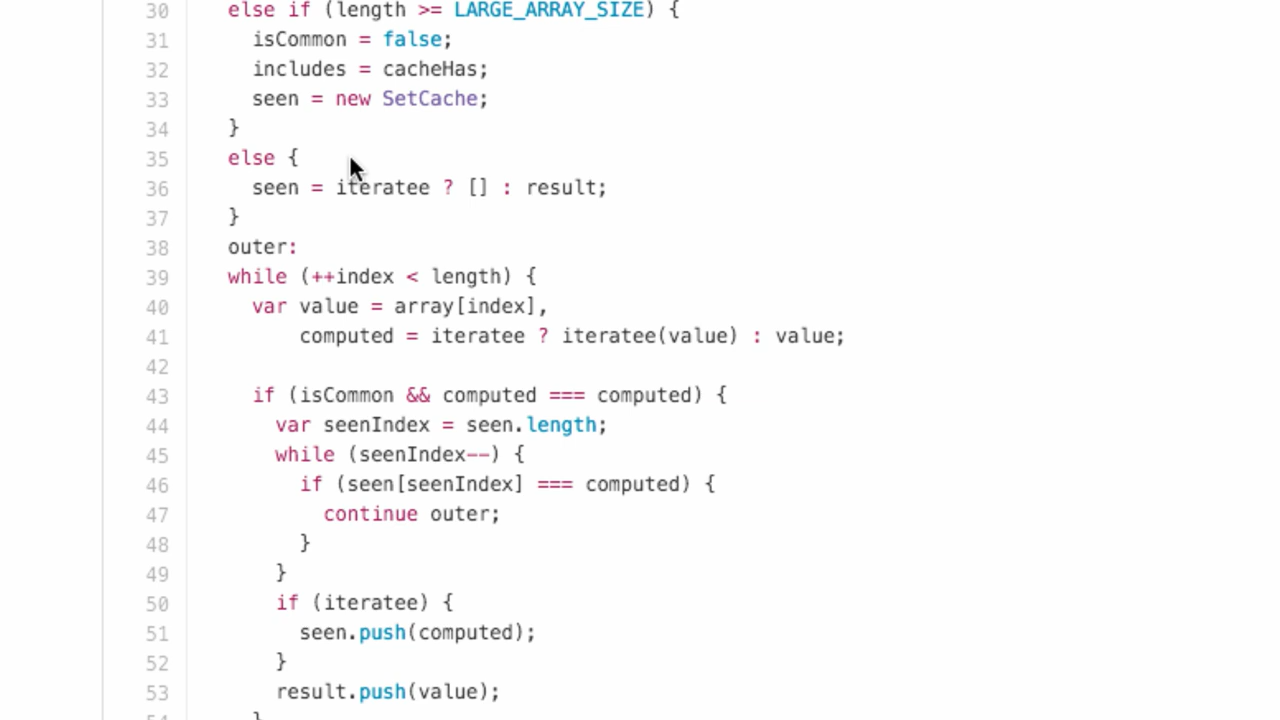 30 else if (length >= LARGE_ARRAY_SIZE) {
31 isCommon = false;
32 includes = cacheHas;
33 seen = new SetCache;
34 }
35 else {
36 seen = iteratee ? [] : result;
37 }
38 outer:
39 while (++index < length) {
40 var value = array[index],
41 computed = iteratee ? iteratee(value) : value;
42
43 if (isCommon && computed === computed) {
44 var seenIndex = seen.length;
45 while (seenIndex--) {
46 if (seen[seenIndex] === computed) {
47 continue outer;
48 }
49 }
50 if (iteratee) {
51 seen.push(computed);
52 }
53 result.push(value);
54 }